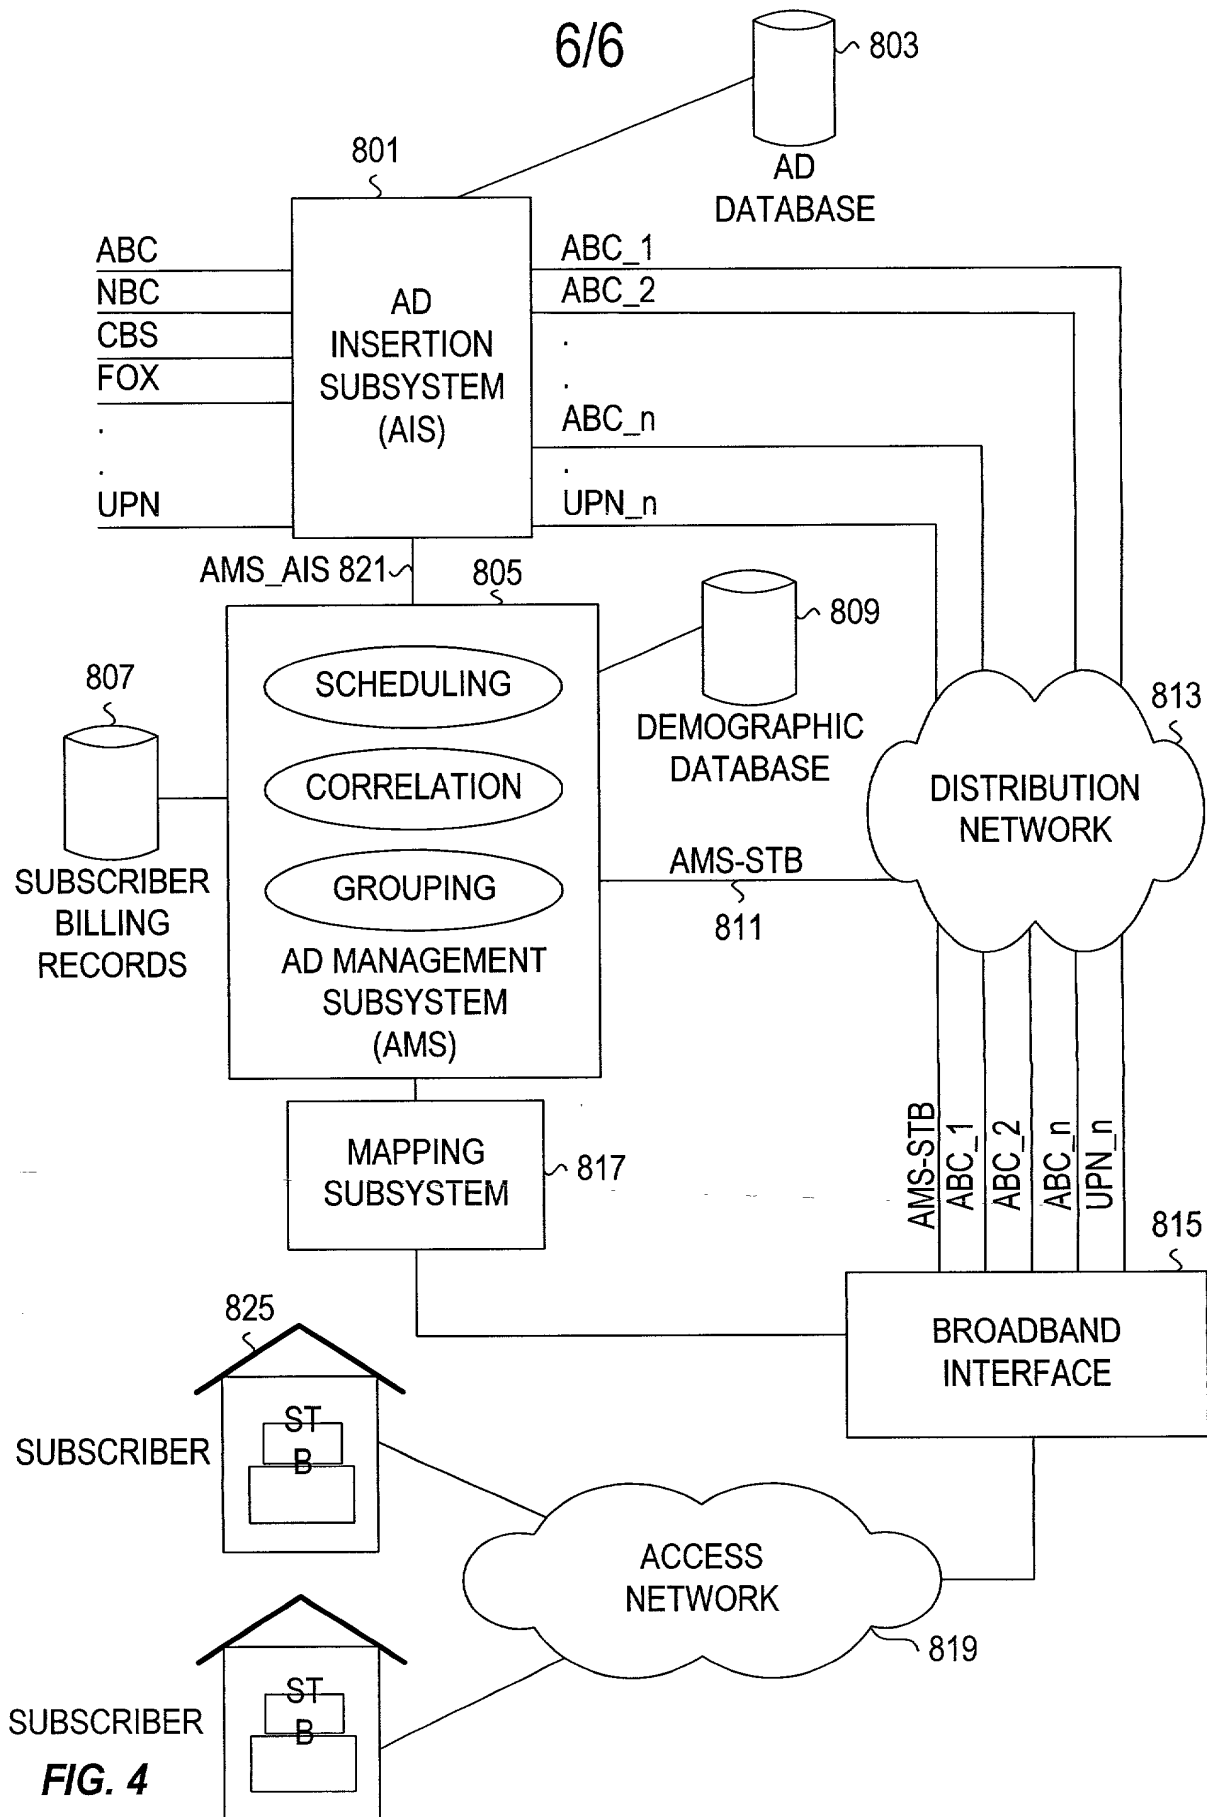 6/6
803
AD
DATABASE
801
ABC
NBC
CBS
FOX
.
.
UPN
AD
INSERTION
SUBSYSTEM
(AIS)
ABC_1
ABC_2
.
.
ABC_n
.
UPN_n
AMS_AIS 821
805
809
DEMOGRAPHIC
DATABASE
807
SUBSCRIBER
BILLING
RECORDS
SCHEDULING
CORRELATION
GROUPING
AD MANAGEMENT
SUBSYSTEM
(AMS)
AMS-STB
811
813
DISTRIBUTION
NETWORK
MAPPING
SUBSYSTEM
817
AMS-STB
ABC_1
ABC_2
ABC_n
UPN_n
815
BROADBAND
INTERFACE
825
SUBSCRIBER
ST
B
ACCESS
NETWORK
819
SUBSCRIBER
ST
B
FIG. 4